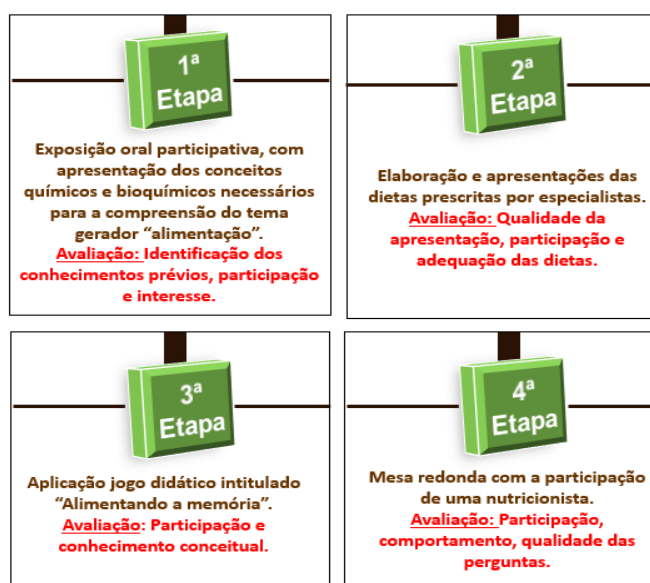 1ª
Etapa
Exposição oral participativa, com
apresentação dos conceitos
químicos e bioquímicos necessários
para a compreensão do tema
gerador “alimentação”.
Avaliação: Identificação dos
conhecimentos prévios, participação
e interesse.
2ª
Etapa
Elaboração e apresentações das
dietas prescritas por especialistas.
Avaliação: Qualidade da
apresentação, participação e
adequação das dietas.
3ª
Etapa
Aplicação jogo didático intitulado
“Alimentando a memória”.
Avaliação: Participação e
conhecimento conceitual.
4ª
Etapa
Mesa redonda com a participação
de uma nutricionista.
Avaliação: Participação,
comportamento, qualidade das
perguntas.